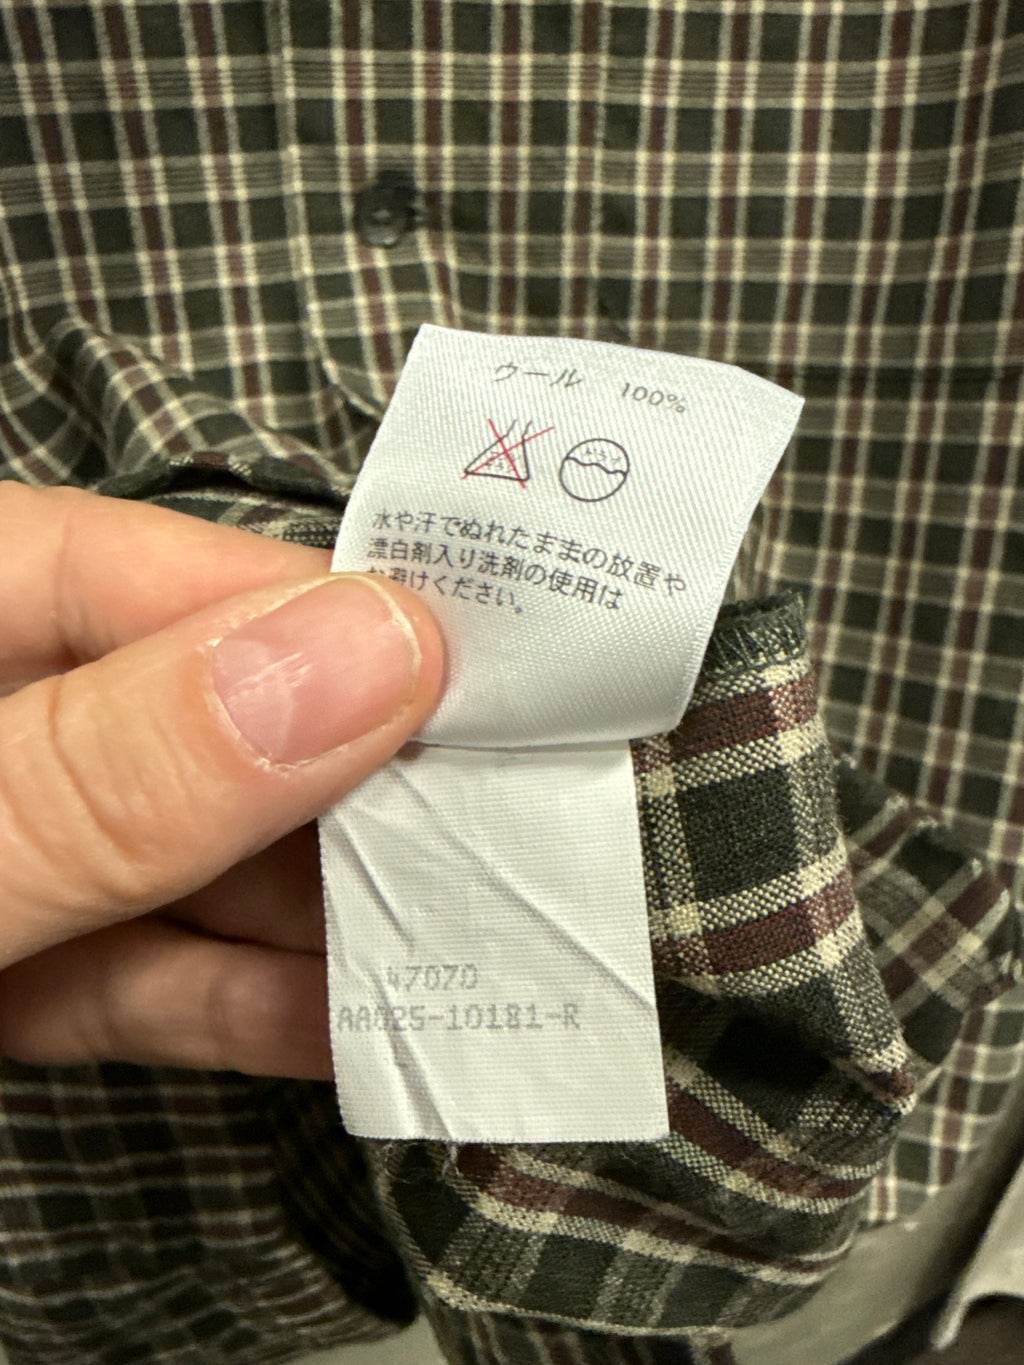 ウール 100%
水や汗でぬれたままの放置や
漂白剤入り洗剤の使用は
お避けください。
47070
AA025-10181-R